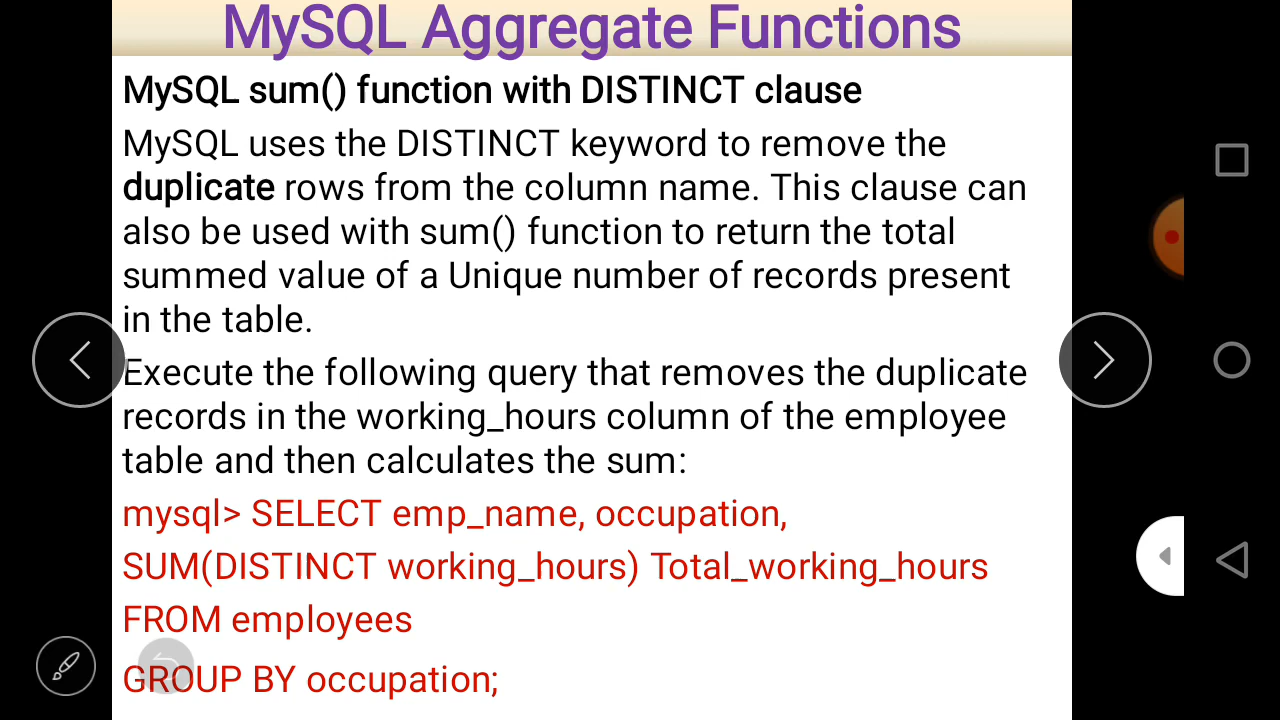 MySQL Aggregate Functions
MySQL sum() function with DISTINCT clause
MySQL uses the DISTINCT keyword to remove the
duplicate rows from the column name. This clause can
also be used with sum() function to return the total
summed value of a Unique number of records present
in the table.
Execute the following query that removes the duplicate
records in the working_hours column of the employee
table and then calculates the sum:
mysql> SELECT emp_name, occupation,
SUM(DISTINCT working_hours) Total_working_hours
FROM employees
GROUP BY occupation;